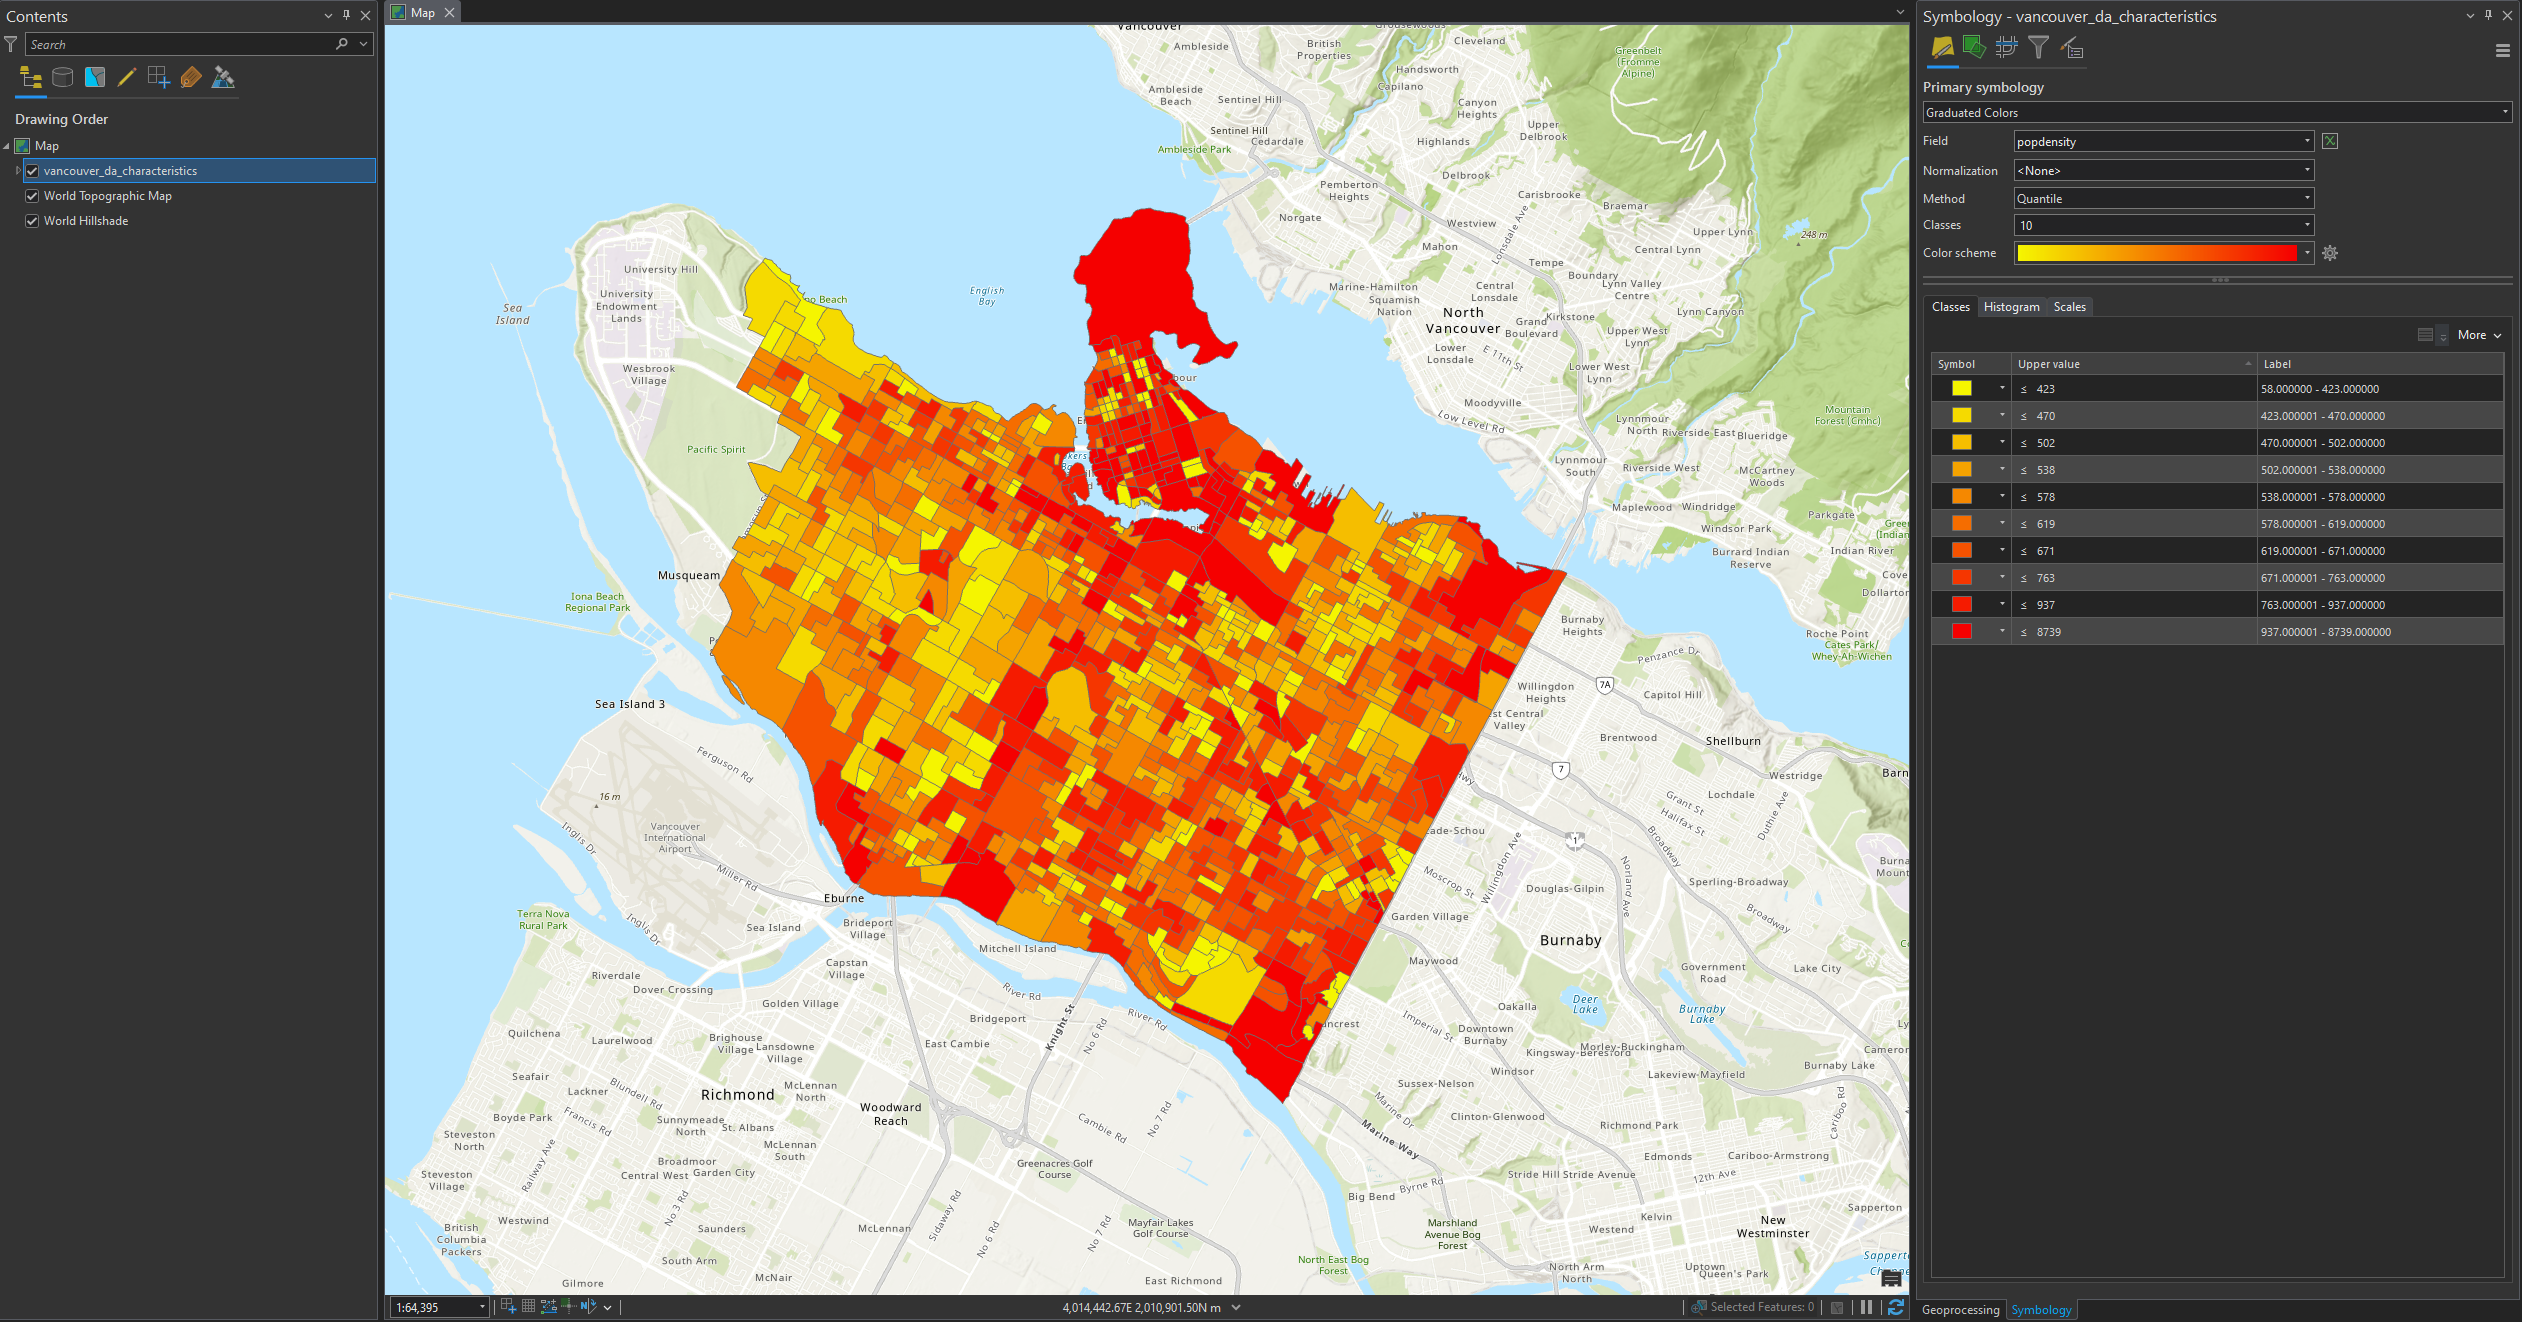 Contents
Search
Drawing Order
Map
vancouver_da_characteristics
World Topographic Map
World Hillshade
Map
Vancouver
Grousewoods
Cleveland
Ambleside
British
Properties
Greenbelt
(Fromme
Alpine)
Handsworth
Capilano
Ambleside
Beach
Sentinel Hill
Canyon
Heights
Upper
Delbrook
Sentinel Hill
Cedardale
Highlands
Ambleside Park
Delbrook
Pemberton
Heights
Carisbrooke
Braemar
Norgate
Westview
Lonsdale Ave
Upper Lynn
248 m
Mahon
Central Lynn
Tempe
University Hill
Boundary
Lynn Valley
Centre
Marine-Hamilton
Squamish
Nation
Central
Lonsdale
University
Endowment
Lands
English
Bay
Sea
Island
North
Vancouver
Grand
Boulevard
Kirkstone
Lynn Canyon
Upper West
Lynn
Lower
Lonsdale
E 11th St
Lower West
Lynn
Wesbrook
Village
Moodyville
Low Level Rd
Mountain
Forest (Cmhc)
Lynnmour
North
Riverside East
Blueridge
Pacific Spirit
Lynnmour
South
Riverside West
McCartney
Woods
Maplewood
Windridge
Parkgate
Windsor Park
Burrard Indian
Reserve
Indian River
Musqueam
Iona Beach
Regional Park
Burnaby
Heights
Roche Point
Cates Park/
Whey-Ah-Wichen
Penzance Dr
Willingdon
Heights
7A
Capitol Hill
Sea Island 3
st Central
Valley
Brentwood
Shellburn
Ferguson Rd
7
Westridge
16 m
Lochdale
Grant St
Halifax St
Duthie Ave
Vancouver
International
Airport
Inglis Dr
Miller Rd
ade-Schou
1
Broadway
Willingdon Ave
Norland Ave
Moscrop St
Douglas-Gilpin
Sperling-Broadway
Broadway
Eburne
Terra Nova
Rural Park
Inglis Dr
Sea Island
Brideport
Village
Garden Village
Burnaby
Mitchell Island
Capstan
Village
Maywood
Government
Road
Lake City
Riverdale
Dover Crossing
River Rd
Golden Village
Knight St
Deer
Lake
Oakalla
Burnaby
Lake
Bridgeport
River Rd
No 6 Rd
Imperial St
Downtown
Burnaby
Quilchena
Laurelwood
Brighouse
Village
Lansdowne
Village
East Cambie
Kingsway-Beresford
Morley-Buckingham
Cameron
Seafair
Lackner
McLennan
North
Windsor
Lakeview-Mayfield
Burnaby Lake
Richmond
Blundell Rd
Sussex-Nelson
Boyde Park
Francis Rd
Sunnymeade
North
St. Albans
Woodward
Reach
Cambie Rd
No 7 Rd
Marine Dr
Clinton-Glenwood
Cariboo Rd
Steveston
North
Railway Ave
McLennan
South
Marine Way
Richmond Park
Broadmoor
Central West
Garden City
Greenacres Golf
Course
Edmonds
Cariboo-Armstrong
Steveston
Village
Stride Hill
Stride Avenue
12th Ave
Big Bend
Byrne Rd
Westwind
No 3 Rd
Saunders
McLennan
Sidaway Rd
No 6 Rd
No 7 Rd
Mayfair Lakes
Golf Course
Marshland
Avenue Bog
Forest
Kelvin
Westend
Sapperton
New
Westminster
British
Columbia
Packers
South Arm
North East Bog
Forest
Gilmore
McNair
East Richmond
North Arm
North
Uptown
Queen's Park
1:64,395
4,014,442.67E 2,010,901.50N m
Selected Features: 0
Symbology - vancouver_da_characteristics
Primary symbology
Graduated Colors
Field popdensity
Normalization <None>
Method Quantile
Classes 10
Color scheme
Classes Histogram Scales
More
Symbol Upper value Label
≤ 423 58.000000 - 423.000000
≤ 470 423.000001 - 470.000000
≤ 502 470.000001 - 502.000000
≤ 538 502.000001 - 538.000000
≤ 578 538.000001 - 578.000000
≤ 619 578.000001 - 619.000000
≤ 671 619.000001 - 671.000000
≤ 763 671.000001 - 763.000000
≤ 937 763.000001 - 937.000000
≤ 8739 937.000001 - 8739.000000
Geoprocessing Symbology